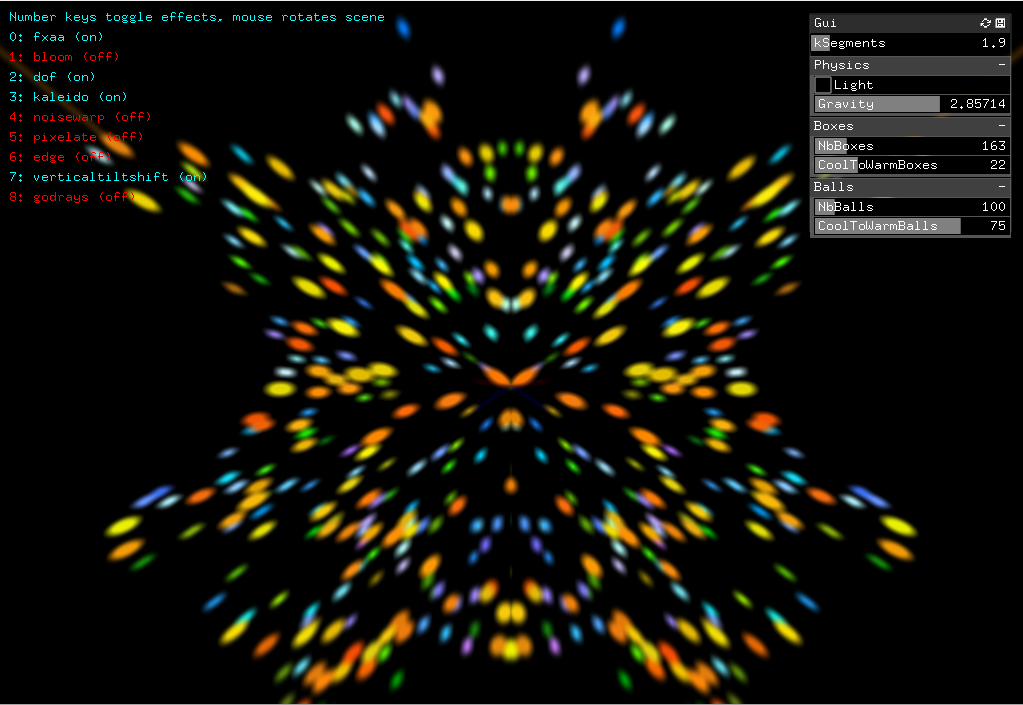 Number keys toggle effects, mouse rotates scene
0: fxaa (on)
1: bloom (off)
2: dof (on)
3: kaleido (on)
4: noisewarp (off)
5: pixelate (off)
6: edge (off)
7: verticaltiltshift (on)
8: godrays (off)
Gui
kSegments 1.9
Physics -
Light
Gravity 2.85714
Boxes -
NbBoxes 163
CoolToWarmBoxes 22
Balls -
NbBalls 100
CoolToWarmBalls 75